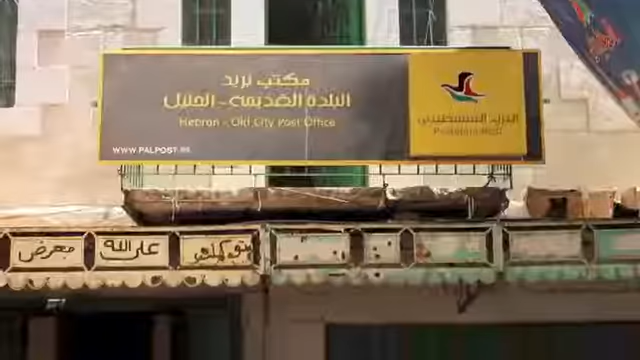 مكتب بريد
البلدة القديمة - الخليل
Hebron - Old City Post Office
WWW.PALPOST.PS
البريد الفلسطيني
Palestine Post
معرض
على الله